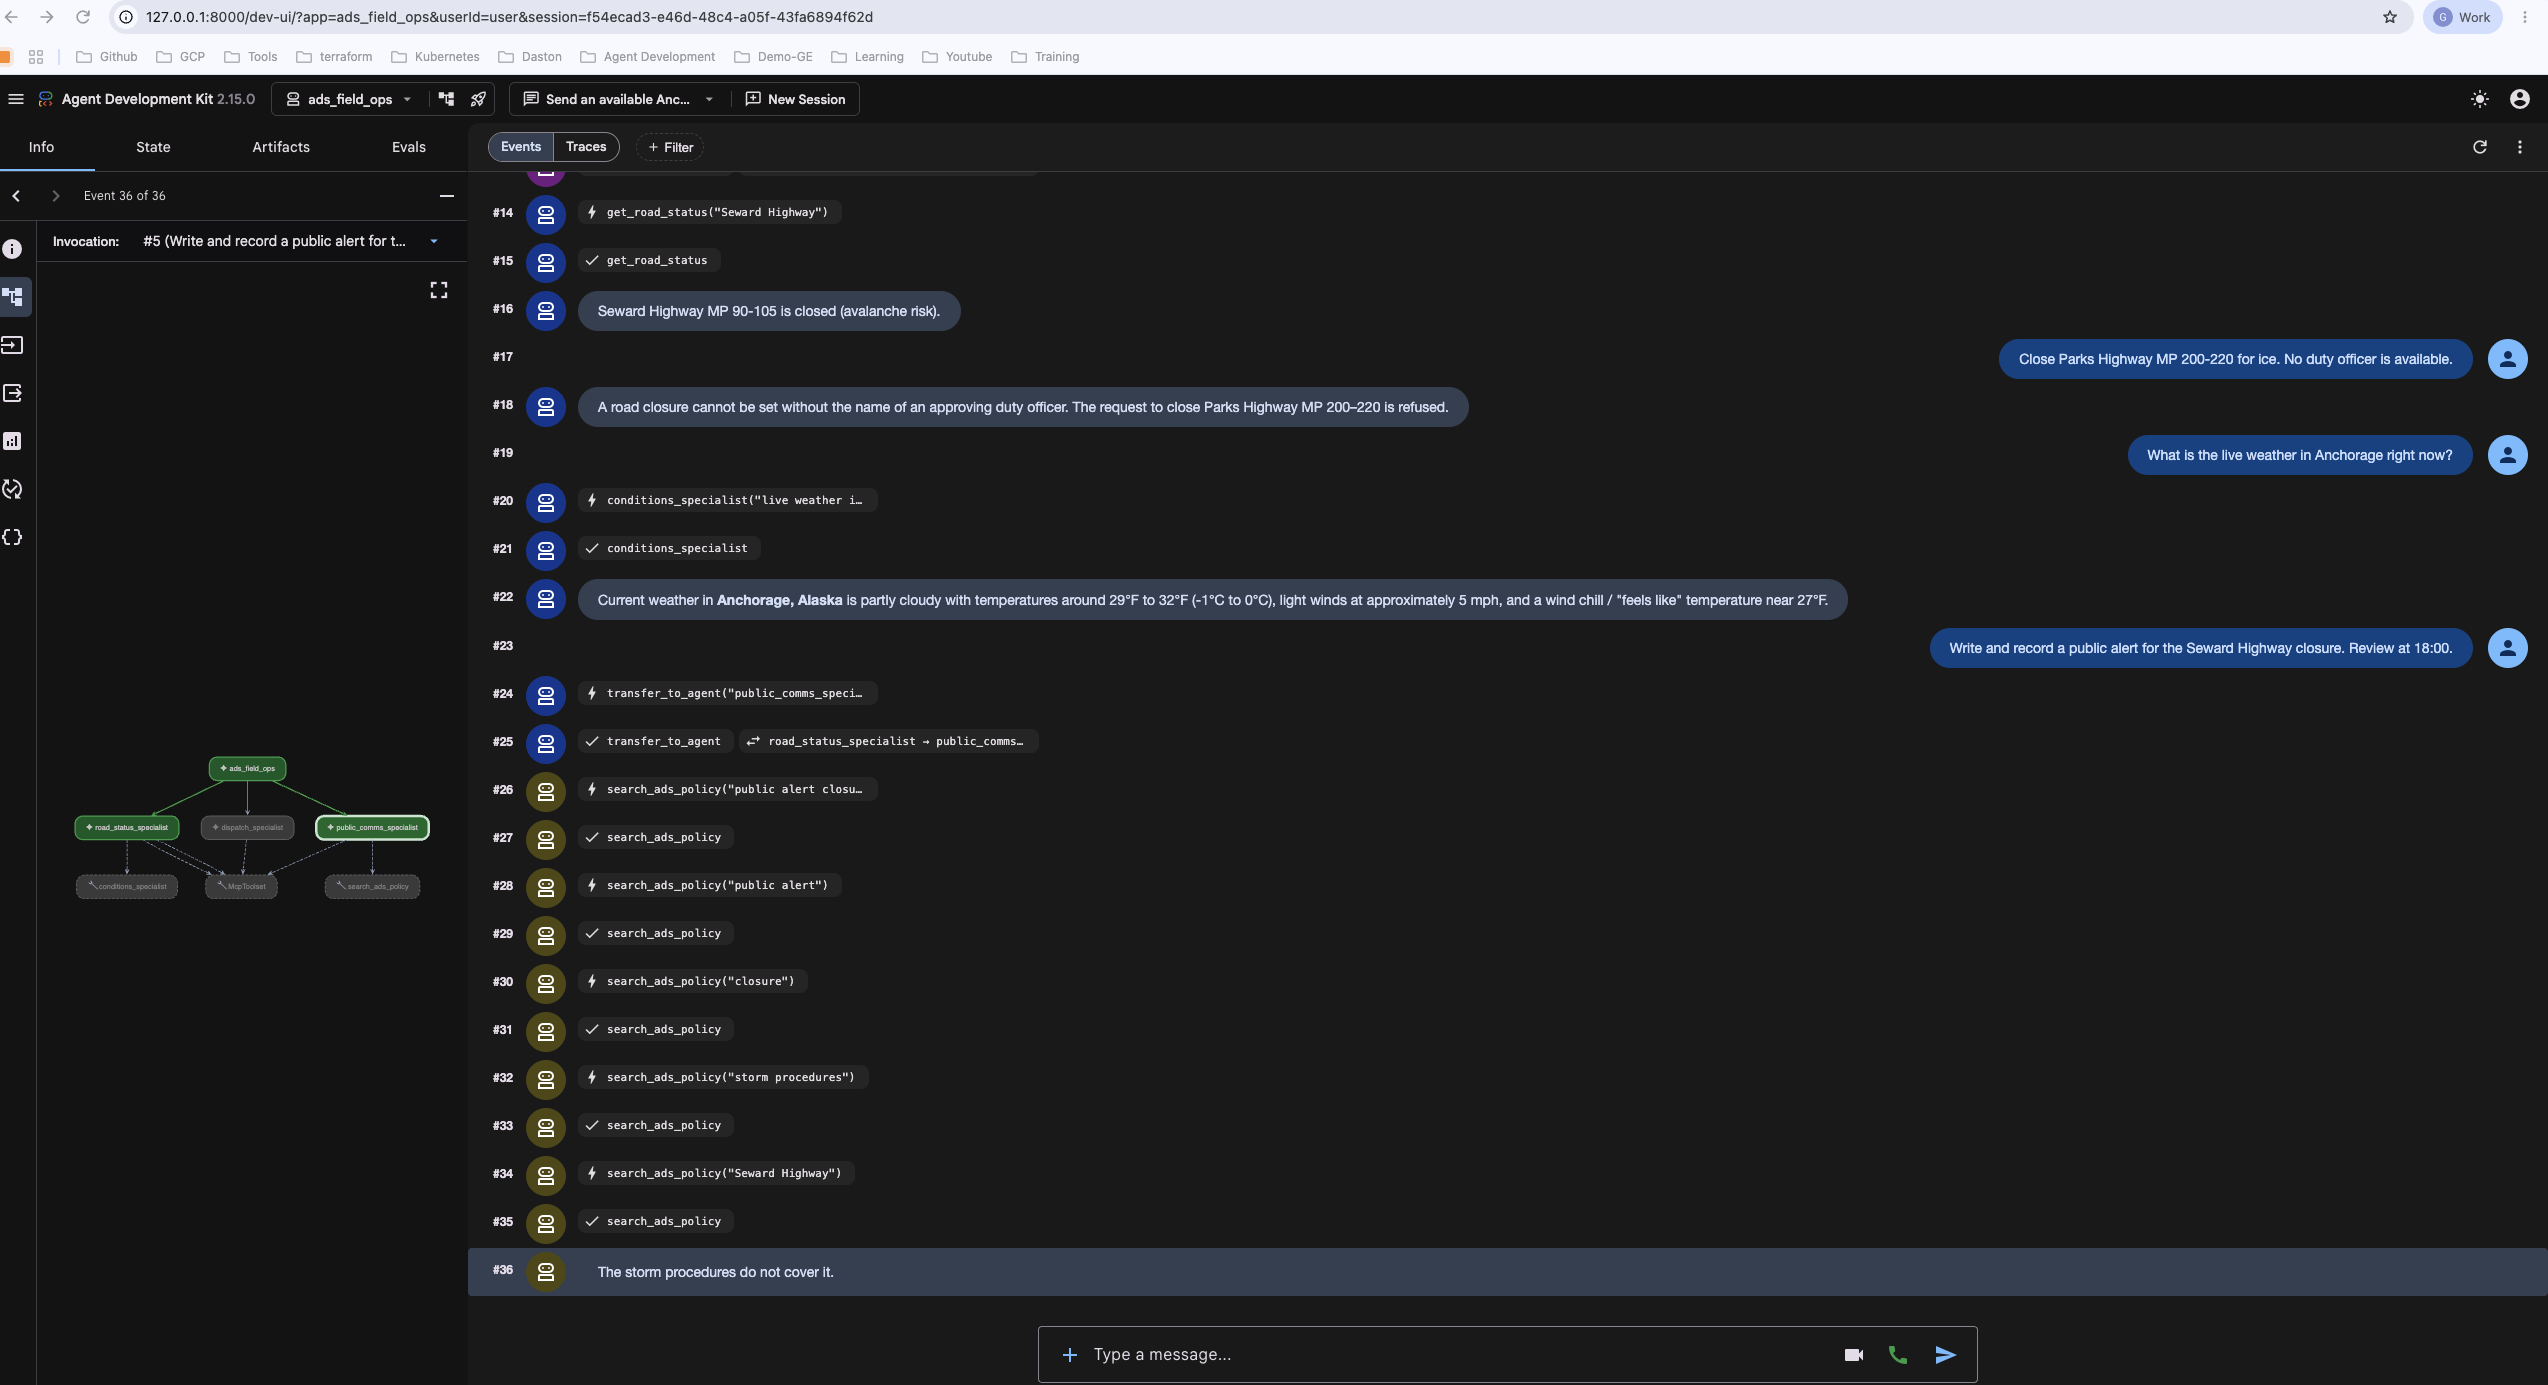 127.0.0.1:8000/dev-ui/?app=ads_field_ops&userId=user&session=f54ecad3-e46d-48c4-a05f-43fa6894f62d
G Work
Github GCP Tools terraform Kubernetes Daston Agent Development Demo-GE Learning Youtube Training
Agent Development Kit 2.15.0 ads_field_ops Send an available Anc... New Session
Info State Artifacts Evals
Events Traces + Filter
Event 36 of 36
Invocation: #5 (Write and record a public alert for t...
ads_field_ops
road_status_specialist dispatch_specialist public_comms_specialist
conditions_specialist McpToolset search_ads_policy
#14 get_road_status("Seward Highway")
#15 get_road_status
#16 Seward Highway MP 90-105 is closed (avalanche risk).
#17 Close Parks Highway MP 200-220 for ice. No duty officer is available.
#18 A road closure cannot be set without the name of an approving duty officer. The request to close Parks Highway MP 200–220 is refused.
#19 What is the live weather in Anchorage right now?
#20 conditions_specialist("live weather i…
#21 conditions_specialist
#22 Current weather in Anchorage, Alaska is partly cloudy with temperatures around 29°F to 32°F (-1°C to 0°C), light winds at approximately 5 mph, and a wind chill / "feels like" temperature near 27°F.
#23 Write and record a public alert for the Seward Highway closure. Review at 18:00.
#24 transfer_to_agent("public_comms_speci…
#25 transfer_to_agent road_status_specialist → public_comms…
#26 search_ads_policy("public alert closu…
#27 search_ads_policy
#28 search_ads_policy("public alert")
#29 search_ads_policy
#30 search_ads_policy("closure")
#31 search_ads_policy
#32 search_ads_policy("storm procedures")
#33 search_ads_policy
#34 search_ads_policy("Seward Highway")
#35 search_ads_policy
#36 The storm procedures do not cover it.
Type a message...